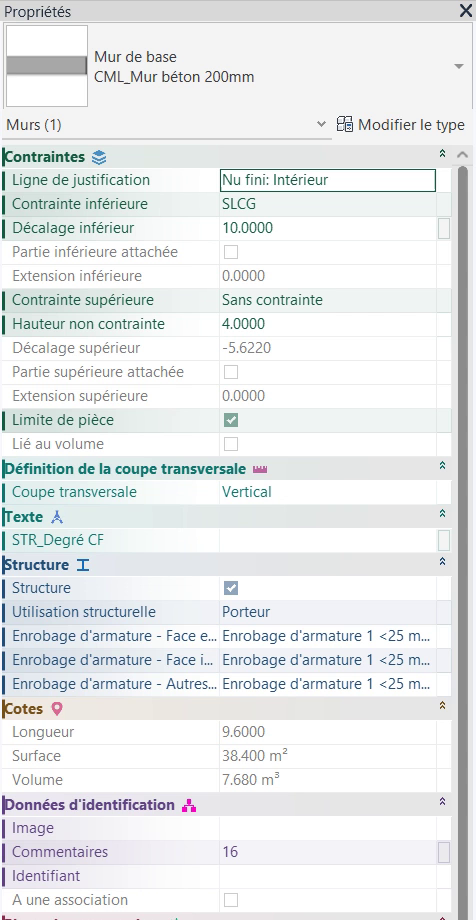 Propriétés
Mur de base
CML_Mur béton 200mm
Murs (1) Modifier le type
Contraintes
Ligne de justification Nu fini: Intérieur
Contrainte inférieure SLCG
Décalage inférieur 10.0000
Partie inférieure attachée
Extension inférieure 0.0000
Contrainte supérieure Sans contrainte
Hauteur non contrainte 4.0000
Décalage supérieur -5.6220
Partie supérieure attachée
Extension supérieure 0.0000
Limite de pièce
Lié au volume
Définition de la coupe transversale
Coupe transversale Vertical
Texte
STR_Degré CF
Structure
Structure
Utilisation structurelle Porteur
Enrobage d'armature - Face e... Enrobage d'armature 1 <25 m...
Enrobage d'armature - Face i... Enrobage d'armature 1 <25 m...
Enrobage d'armature - Autres... Enrobage d'armature 1 <25 m...
Cotes
Longueur 9.6000
Surface 38.400 m²
Volume 7.680 m³
Données d'identification
Image
Commentaires 16
Identifiant
A une association